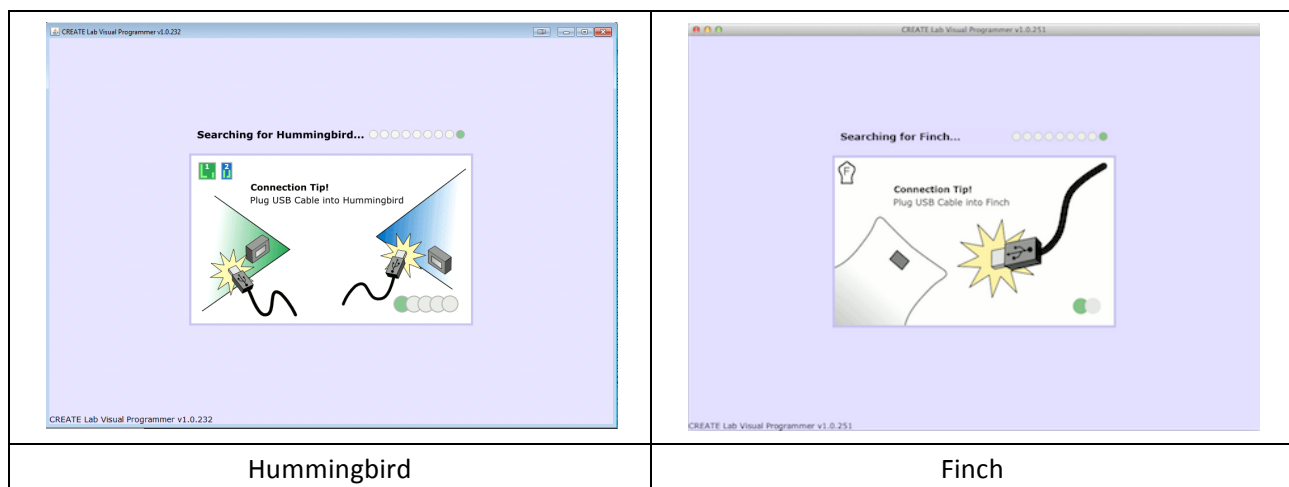 CREATE Lab Visual Programmer v1.0.232
Searching for Hummingbird...
1 2
Connection Tip!
Plug USB Cable into Hummingbird
CREATE Lab Visual Programmer v1.0.232
Hummingbird
CREATE Lab Visual Programmer v1.0.251
Searching for Finch...
F
Connection Tip!
Plug USB Cable into Finch
CREATE Lab Visual Programmer v1.0.251
Finch